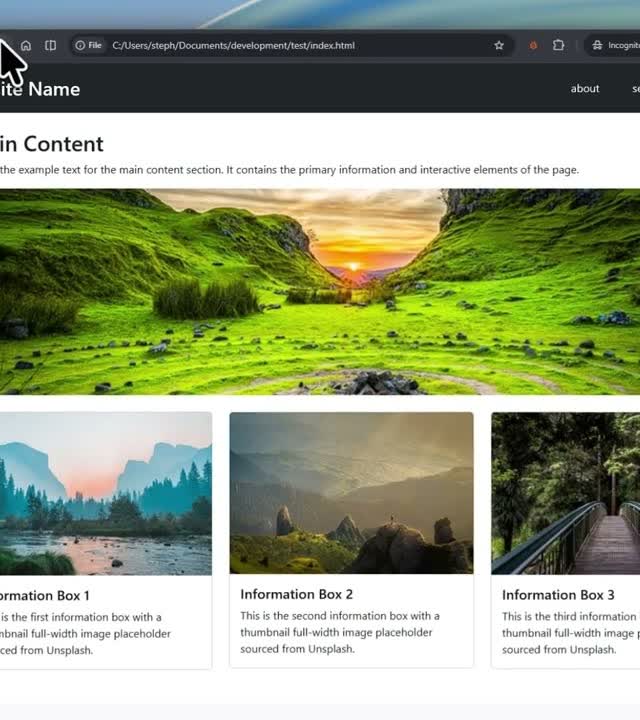 File C:/Users/steph/Documents/development/test/index.html Incognito
ite Name about se
in Content
the example text for the main content section. It contains the primary information and interactive elements of the page.
ormation Box 1
is the first information box with a
mbnail full-width image placeholder
rced from Unsplash.
Information Box 2
This is the second information box with a
thumbnail full-width image placeholder
sourced from Unsplash.
Information Box 3
This is the third information
thumbnail full-width image p
sourced from Unsplash.